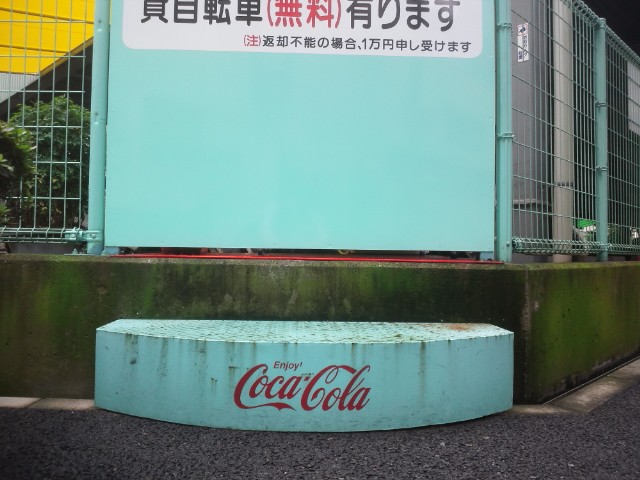 貸自転車(無料)有ります
(注)返却不能の場合、1万円申し受けます
Enjoy!
Coca-Cola